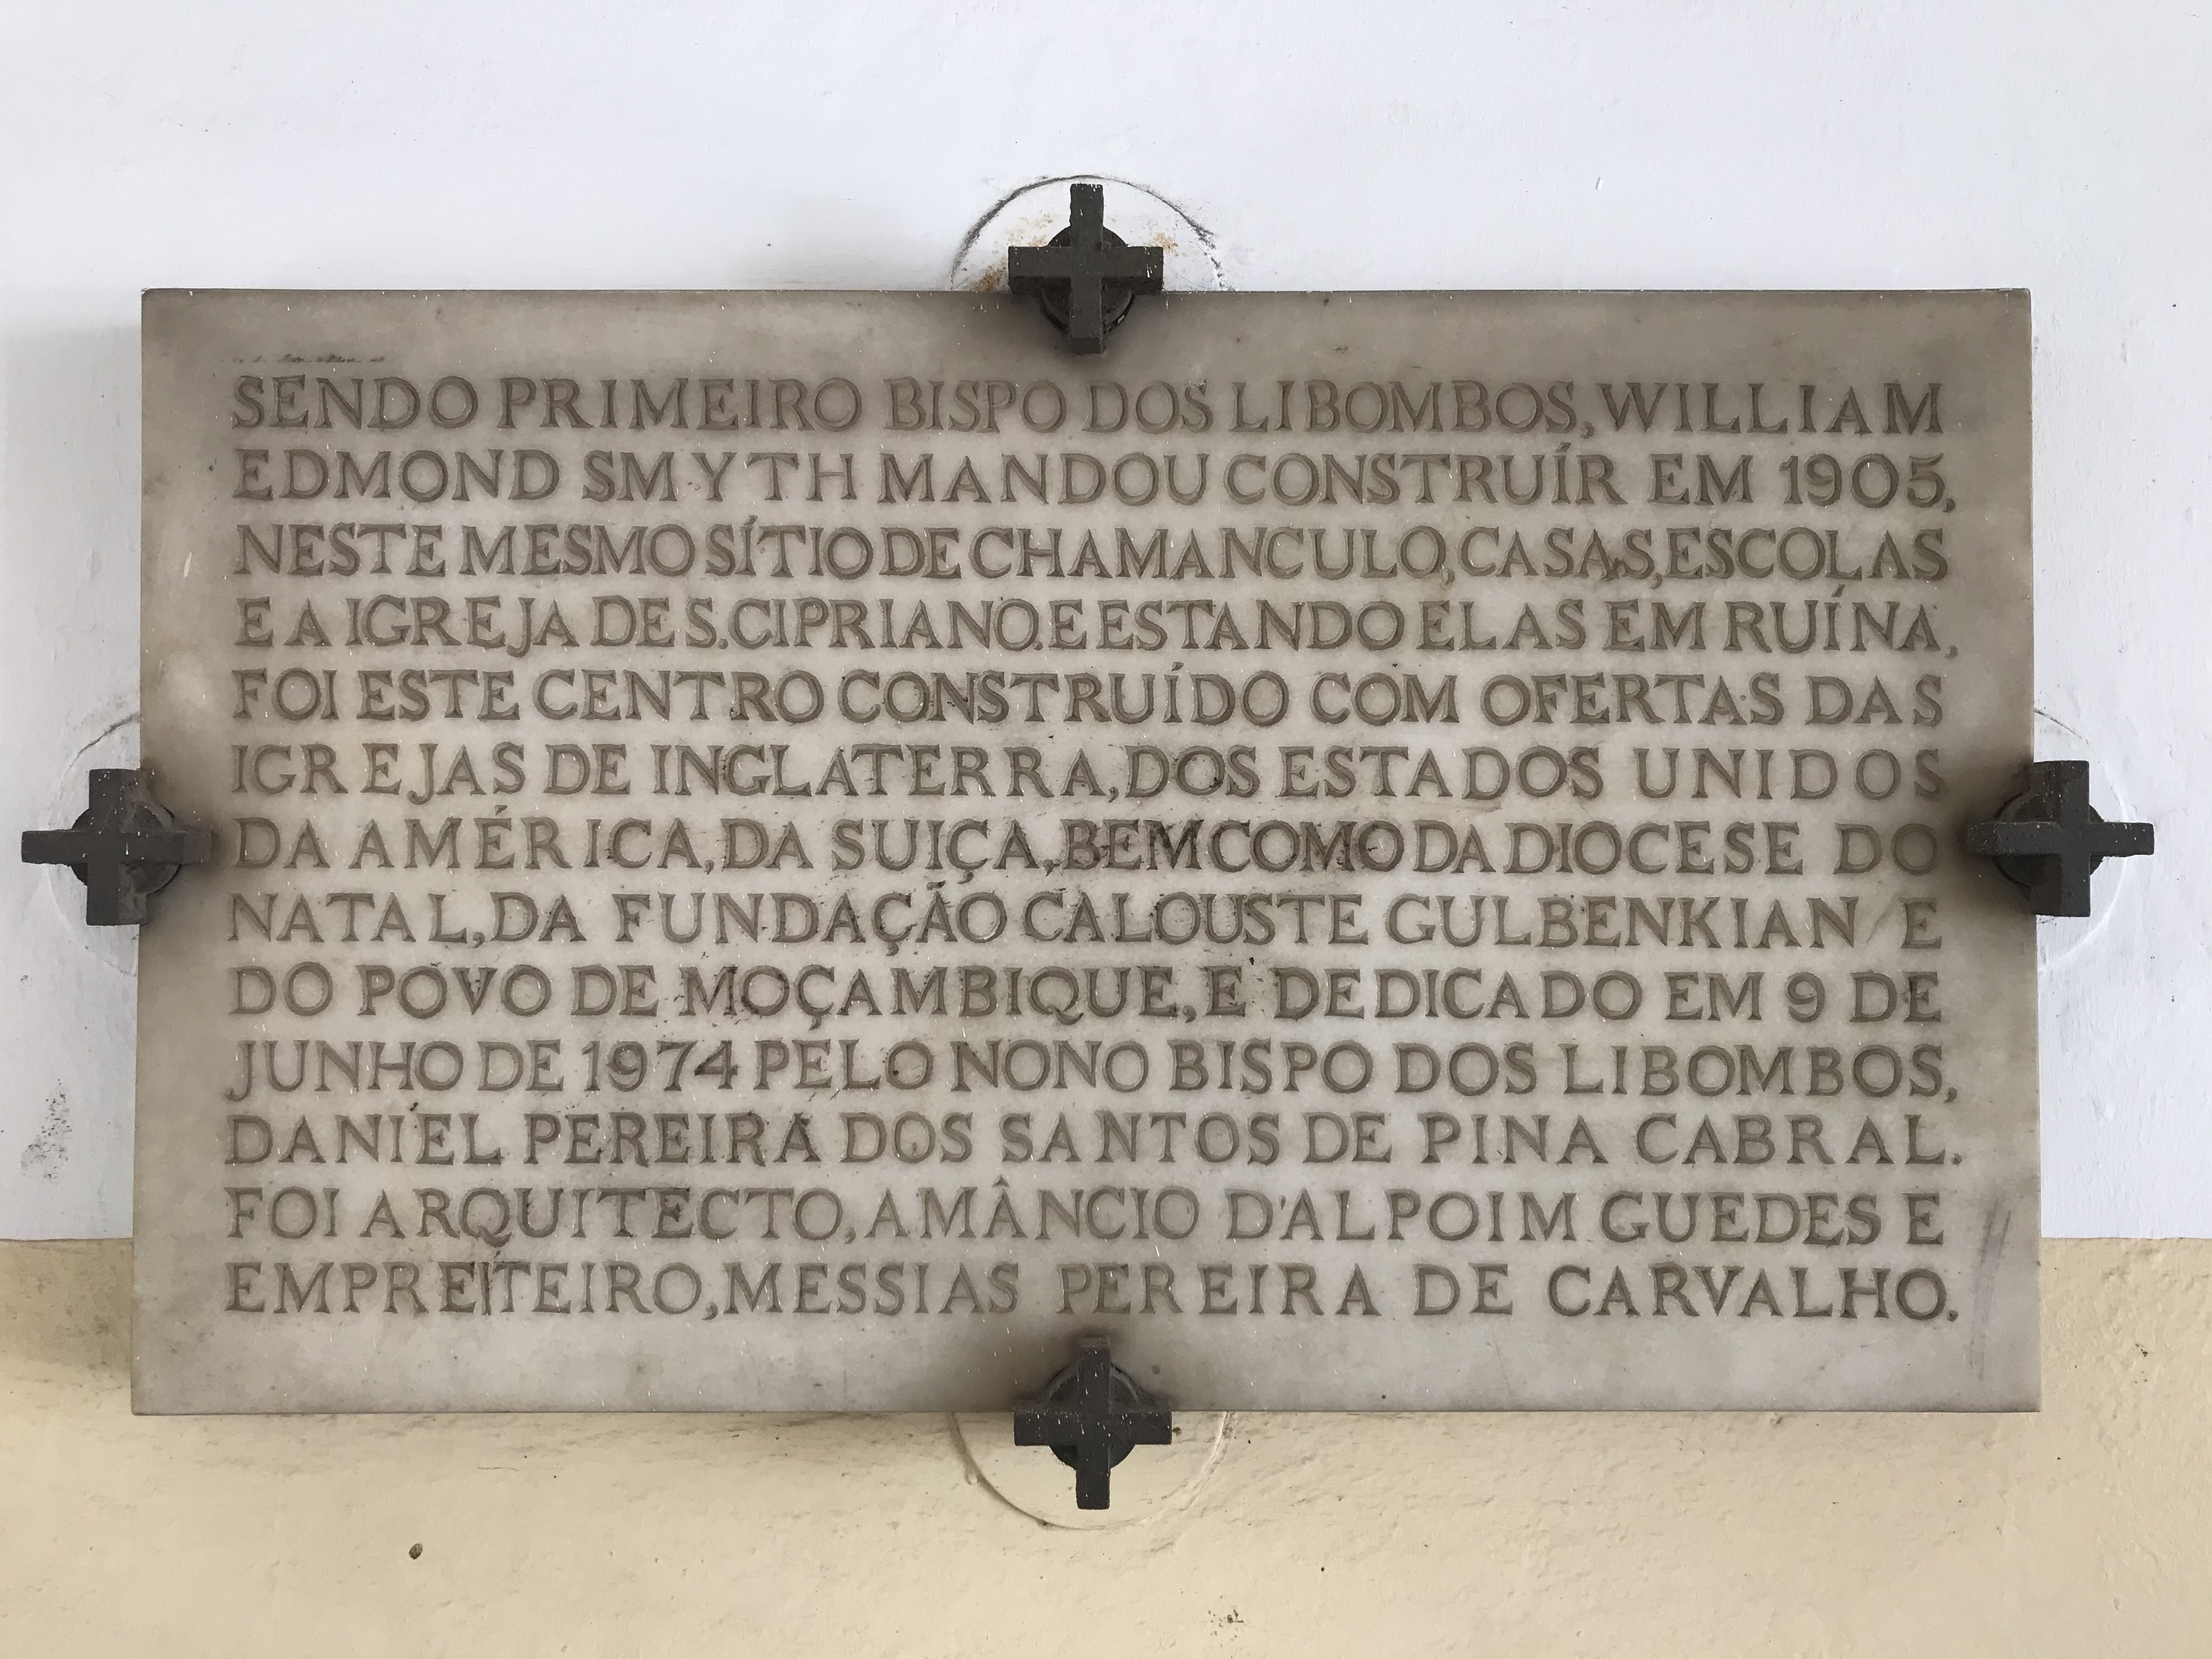 SENDO PRIMEIRO BISPO DOS LIBOMBOS, WILLIAM
EDMOND SMYTH MANDOU CONSTRUÍR EM 1905,
NESTE MESMO SÍTIO DE CHAMANCULO, CASAS, ESCOLAS
E A IGREJA DE S. CIPRIANO. E ESTANDO ELAS EM RUÍNA,
FOI ESTE CENTRO CONSTRUÍDO COM OFERTAS DAS
IGREJAS DE INGLATERRA, DOS ESTADOS UNIDOS
DA AMÉRICA, DA SUIÇA, BEM COMO DA DIOCESE DO
NATAL, DA FUNDAÇÃO CALOUSTE GULBENKIAN E
DO POVO DE MOÇAMBIQUE, E DEDICADO EM 9 DE
JUNHO DE 1974 PELO NONO BISPO DOS LIBOMBOS,
DANIEL PEREIRA DOS SANTOS DE PINA CABRAL.
FOI ARQUITECTO, AMÂNCIO D'ALPOIM GUEDES E
EMPREITEIRO, MESSIAS PEREIRA DE CARVALHO.